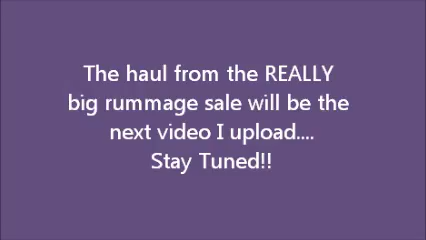 The haul from the REALLY
big rummage sale will be the
next video I upload....
Stay Tuned!!